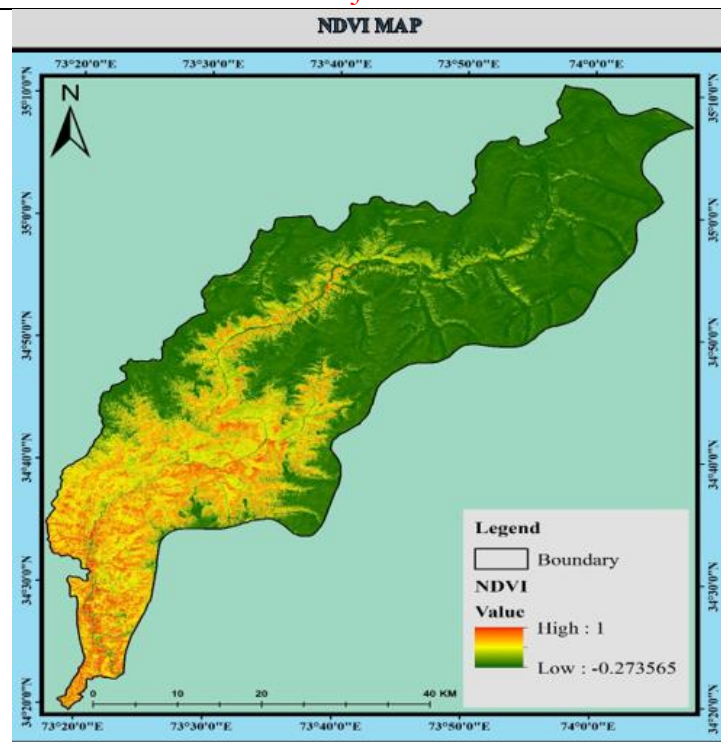 NDVI MAP
73°20'0"E 73°30'0"E 73°40'0"E 73°50'0"E 74°0'0"E
N
35°10'0"N 35°10'0"N
35°0'0"N 35°0'0"N
34°50'0"N 34°50'0"N
34°40'0"N 34°40'0"N
34°30'0"N 34°30'0"N
34°20'0"N 34°20'0"N
Legend
Boundary
NDVI
Value
High : 1
Low : -0.273565
0 10 20 40 KM
73°20'0"E 73°30'0"E 73°40'0"E 73°50'0"E 74°0'0"E